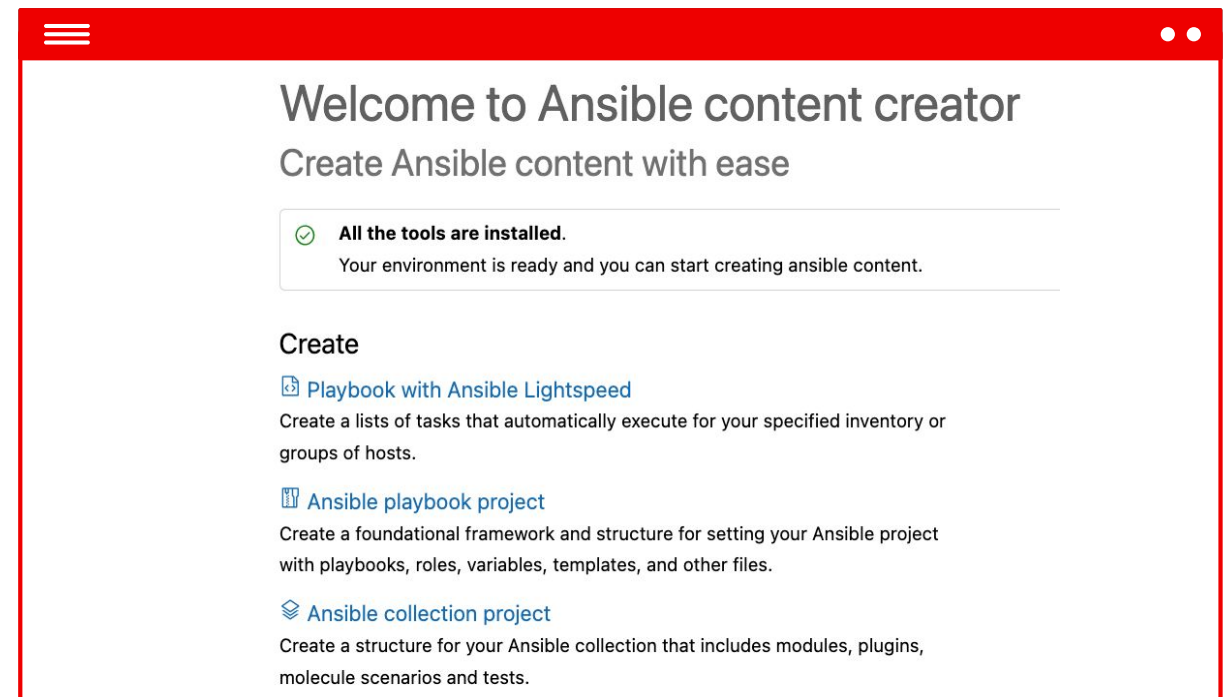 Welcome to Ansible content creator
Create Ansible content with ease
All the tools are installed.
Your environment is ready and you can start creating ansible content.
Create
Playbook with Ansible Lightspeed
Create a lists of tasks that automatically execute for your specified inventory or
groups of hosts.
Ansible playbook project
Create a foundational framework and structure for setting your Ansible project
with playbooks, roles, variables, templates, and other files.
Ansible collection project
Create a structure for your Ansible collection that includes modules, plugins,
molecule scenarios and tests.